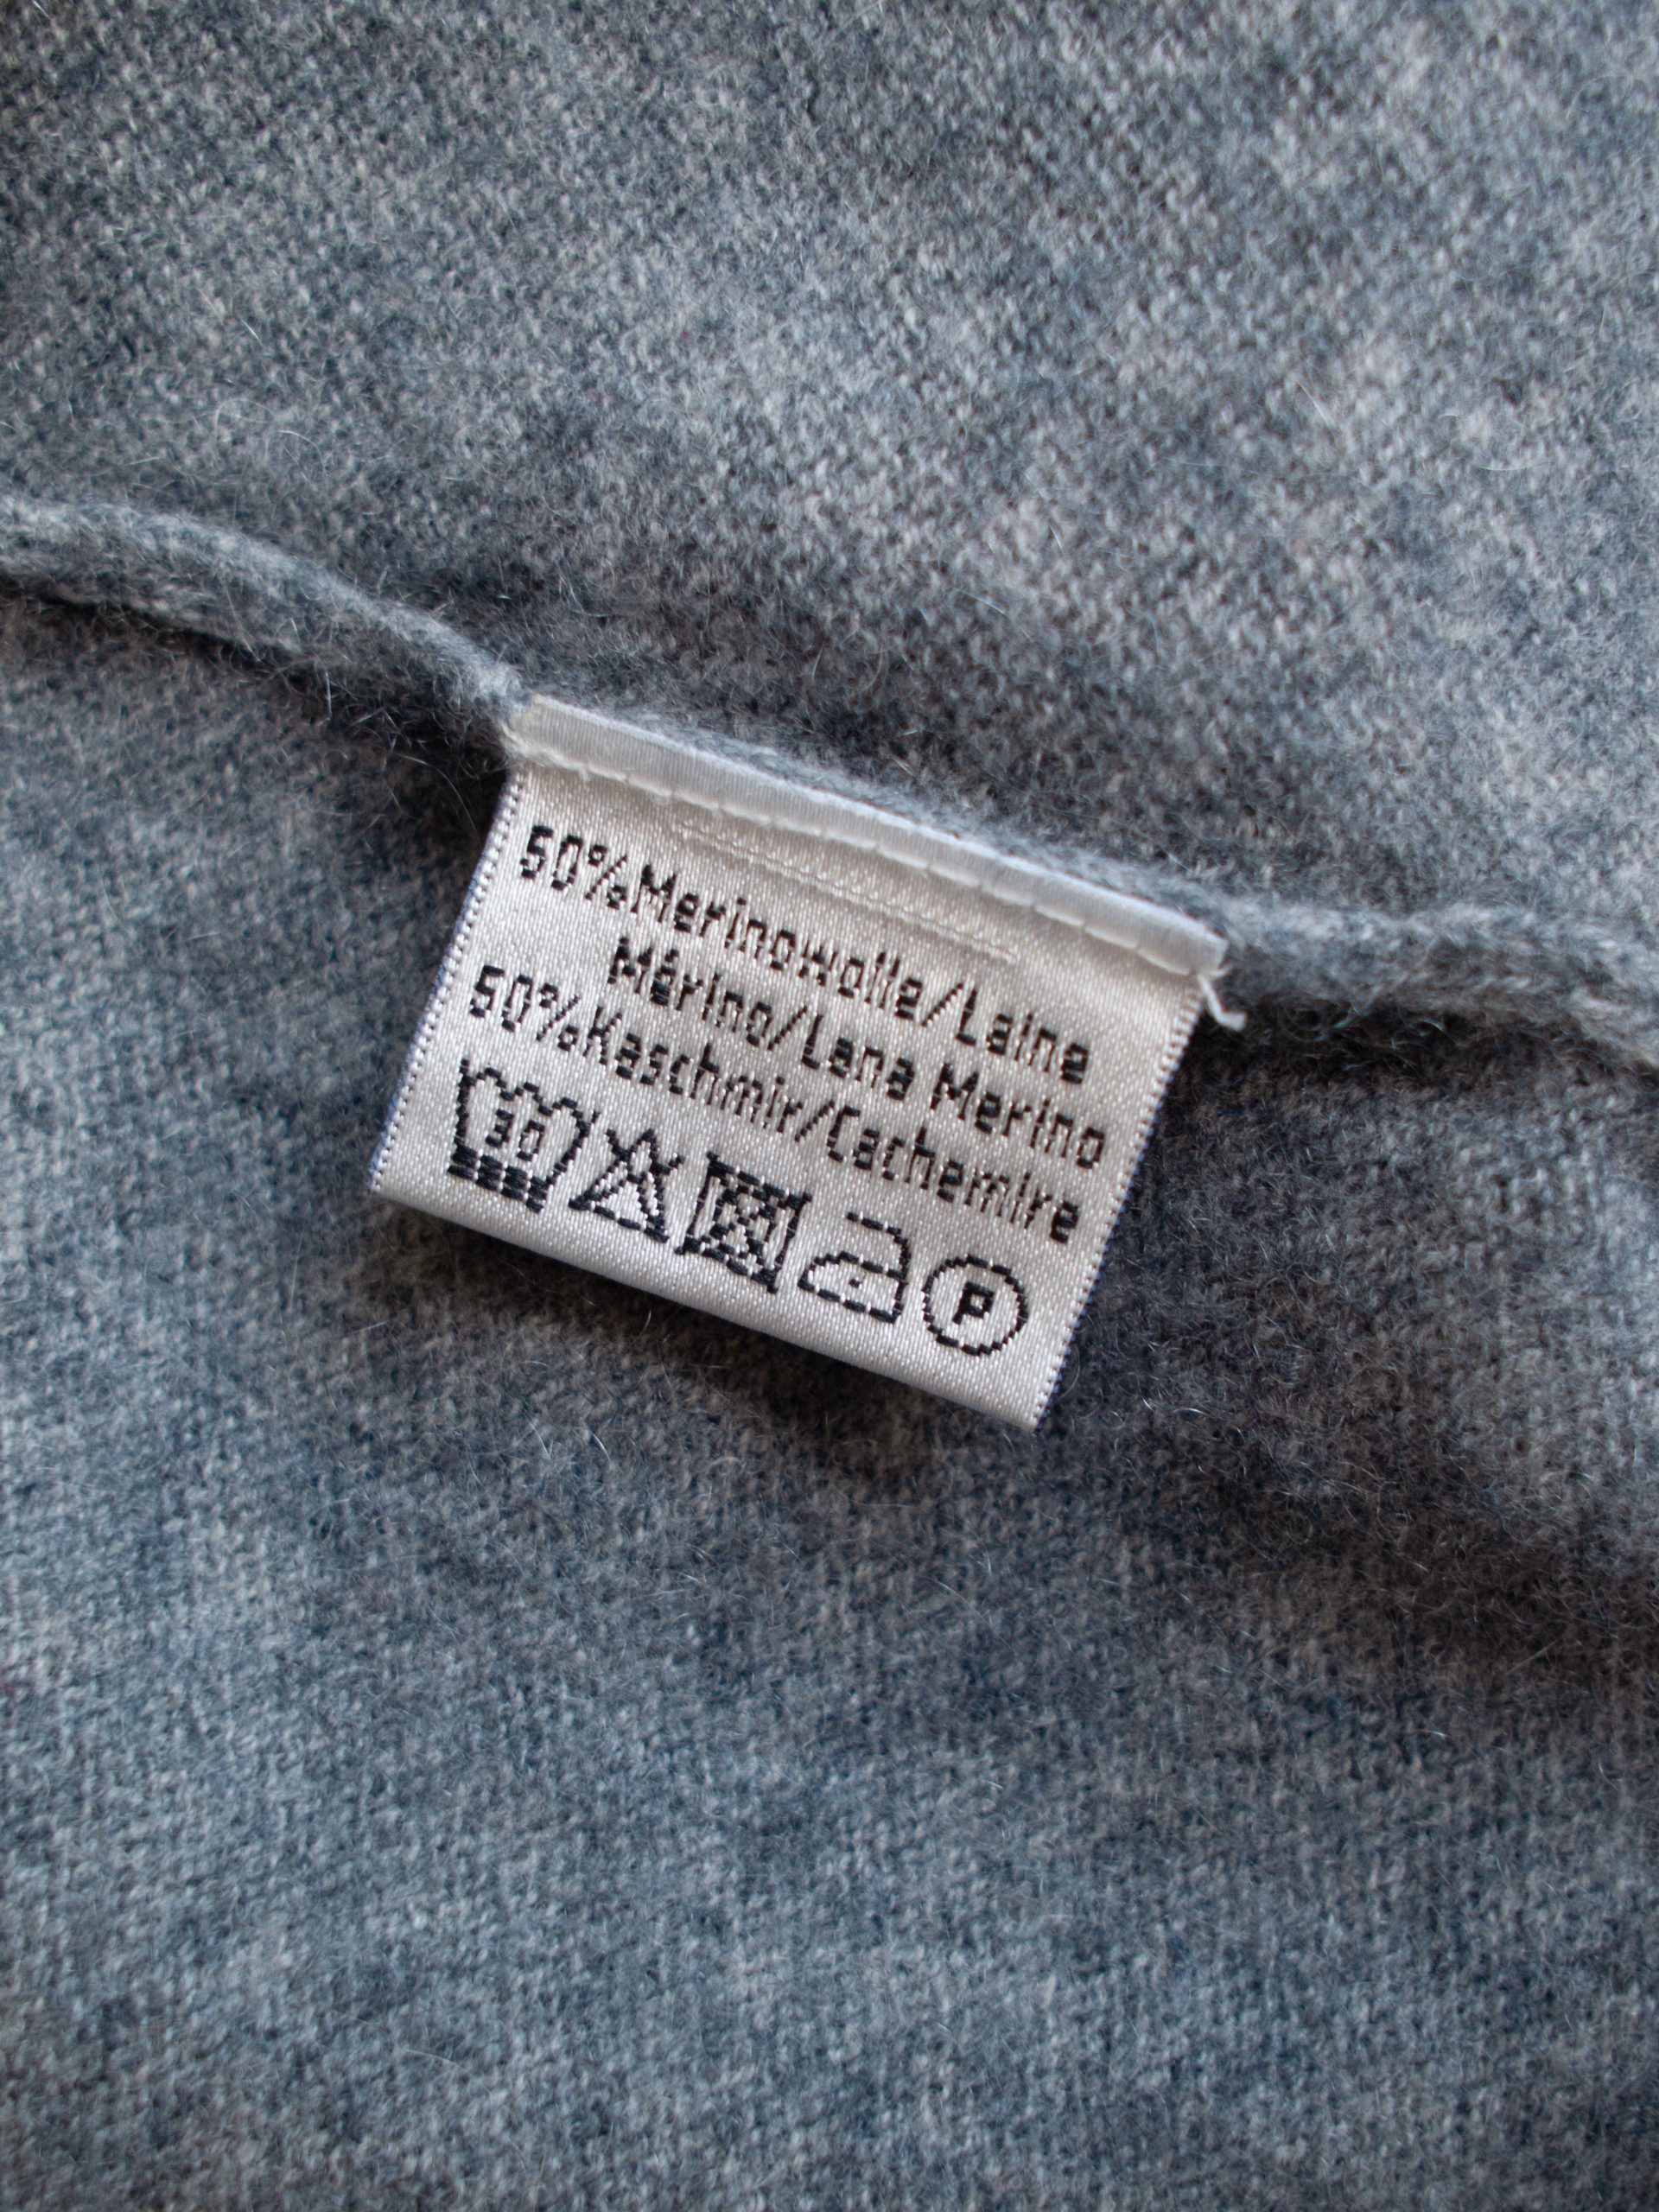 50%Merinowolle/Laine
Mérino/Lana Merino
50%Kaschmir/Cachemire
30
P